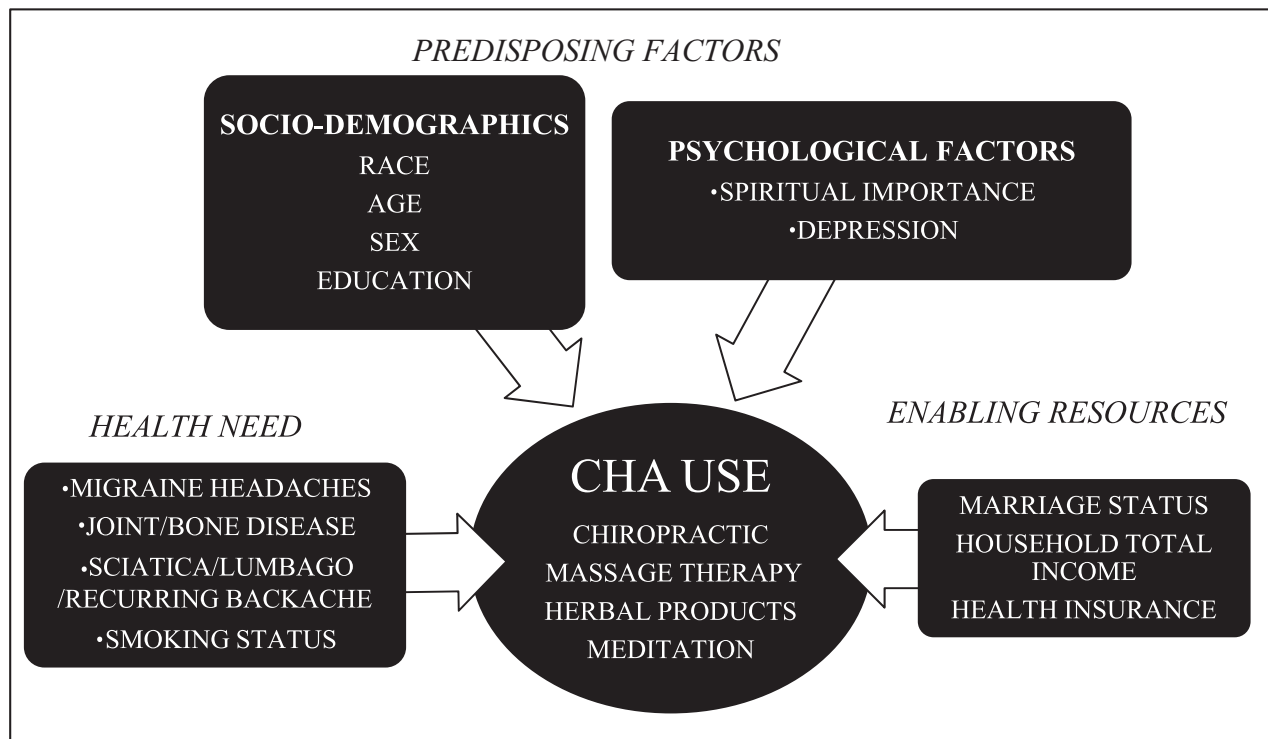 PREDISPOSING FACTORS
SOCIO-DEMOGRAPHICS
RACE
AGE
SEX
EDUCATION
PSYCHOLOGICAL FACTORS
•SPIRITUAL IMPORTANCE
•DEPRESSION
HEALTH NEED
•MIGRAINE HEADACHES
•JOINT/BONE DISEASE
•SCIATICA/LUMBAGO
/RECURRING BACKACHE
•SMOKING STATUS
CHA USE
CHIROPRACTIC
MASSAGE THERAPY
HERBAL PRODUCTS
MEDITATION
ENABLING RESOURCES
MARRIAGE STATUS
HOUSEHOLD TOTAL
INCOME
HEALTH INSURANCE